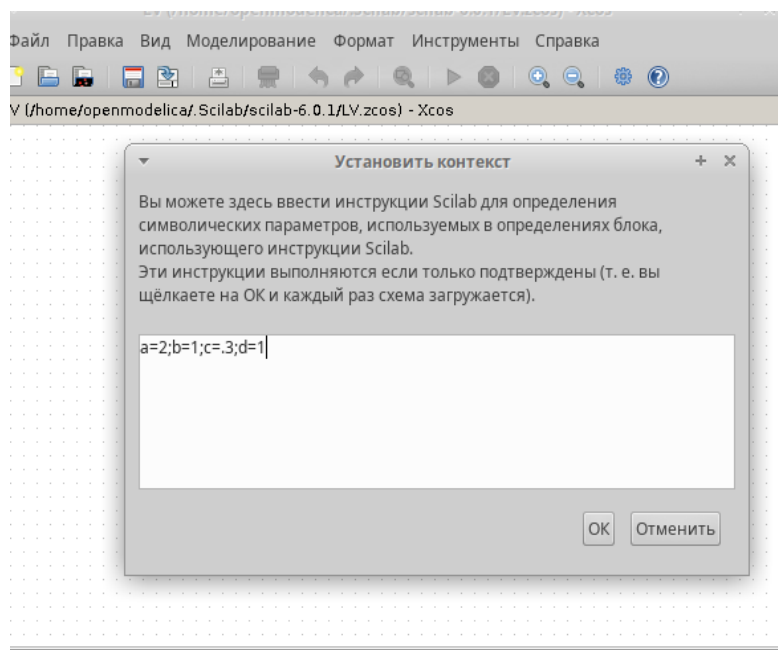 Файл Правка Вид Моделирование Формат Инструменты Справка
V (/home/openmodelica/.Scilab/scilab-6.0.1/LV.zcos) - Xcos
Установить контекст
Вы можете здесь ввести инструкции Scilab для определения
символических параметров, используемых в определениях блока,
использующего инструкции Scilab.
Эти инструкции выполняются если только подтверждены (т. е. вы
щёлкаете на ОК и каждый раз схема загружается).
a=2;b=1;c=.3;d=1
ОК Отменить